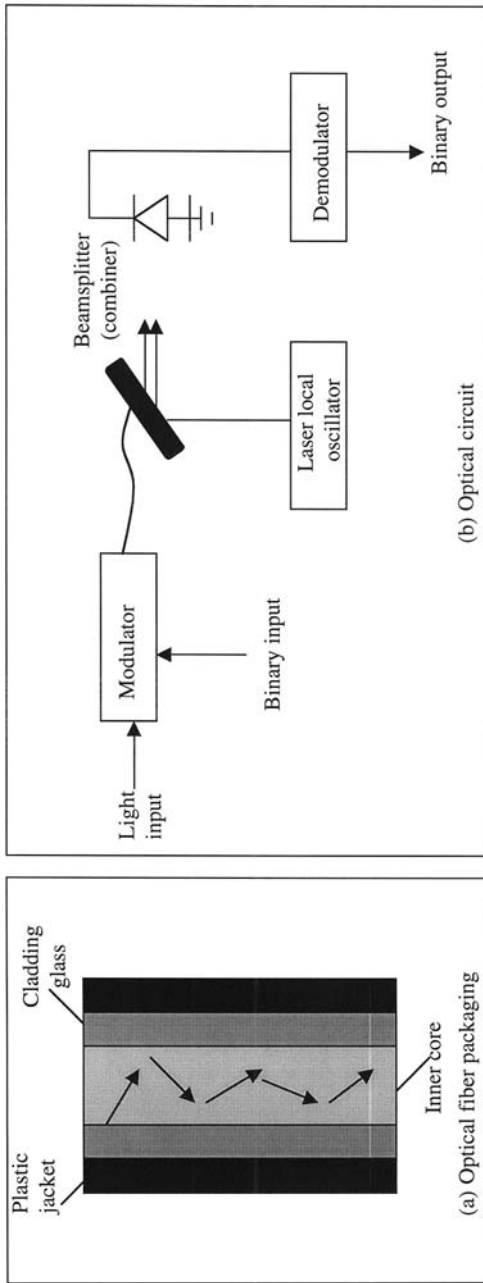 Plastic
jacket
Cladding
glass
Inner core
(a) Optical fiber packaging
Light
input
Modulator
Binary input
Beamsplitter
(combiner)
Laser local
oscillator
Demodulator
Binary output
(b) Optical circuit